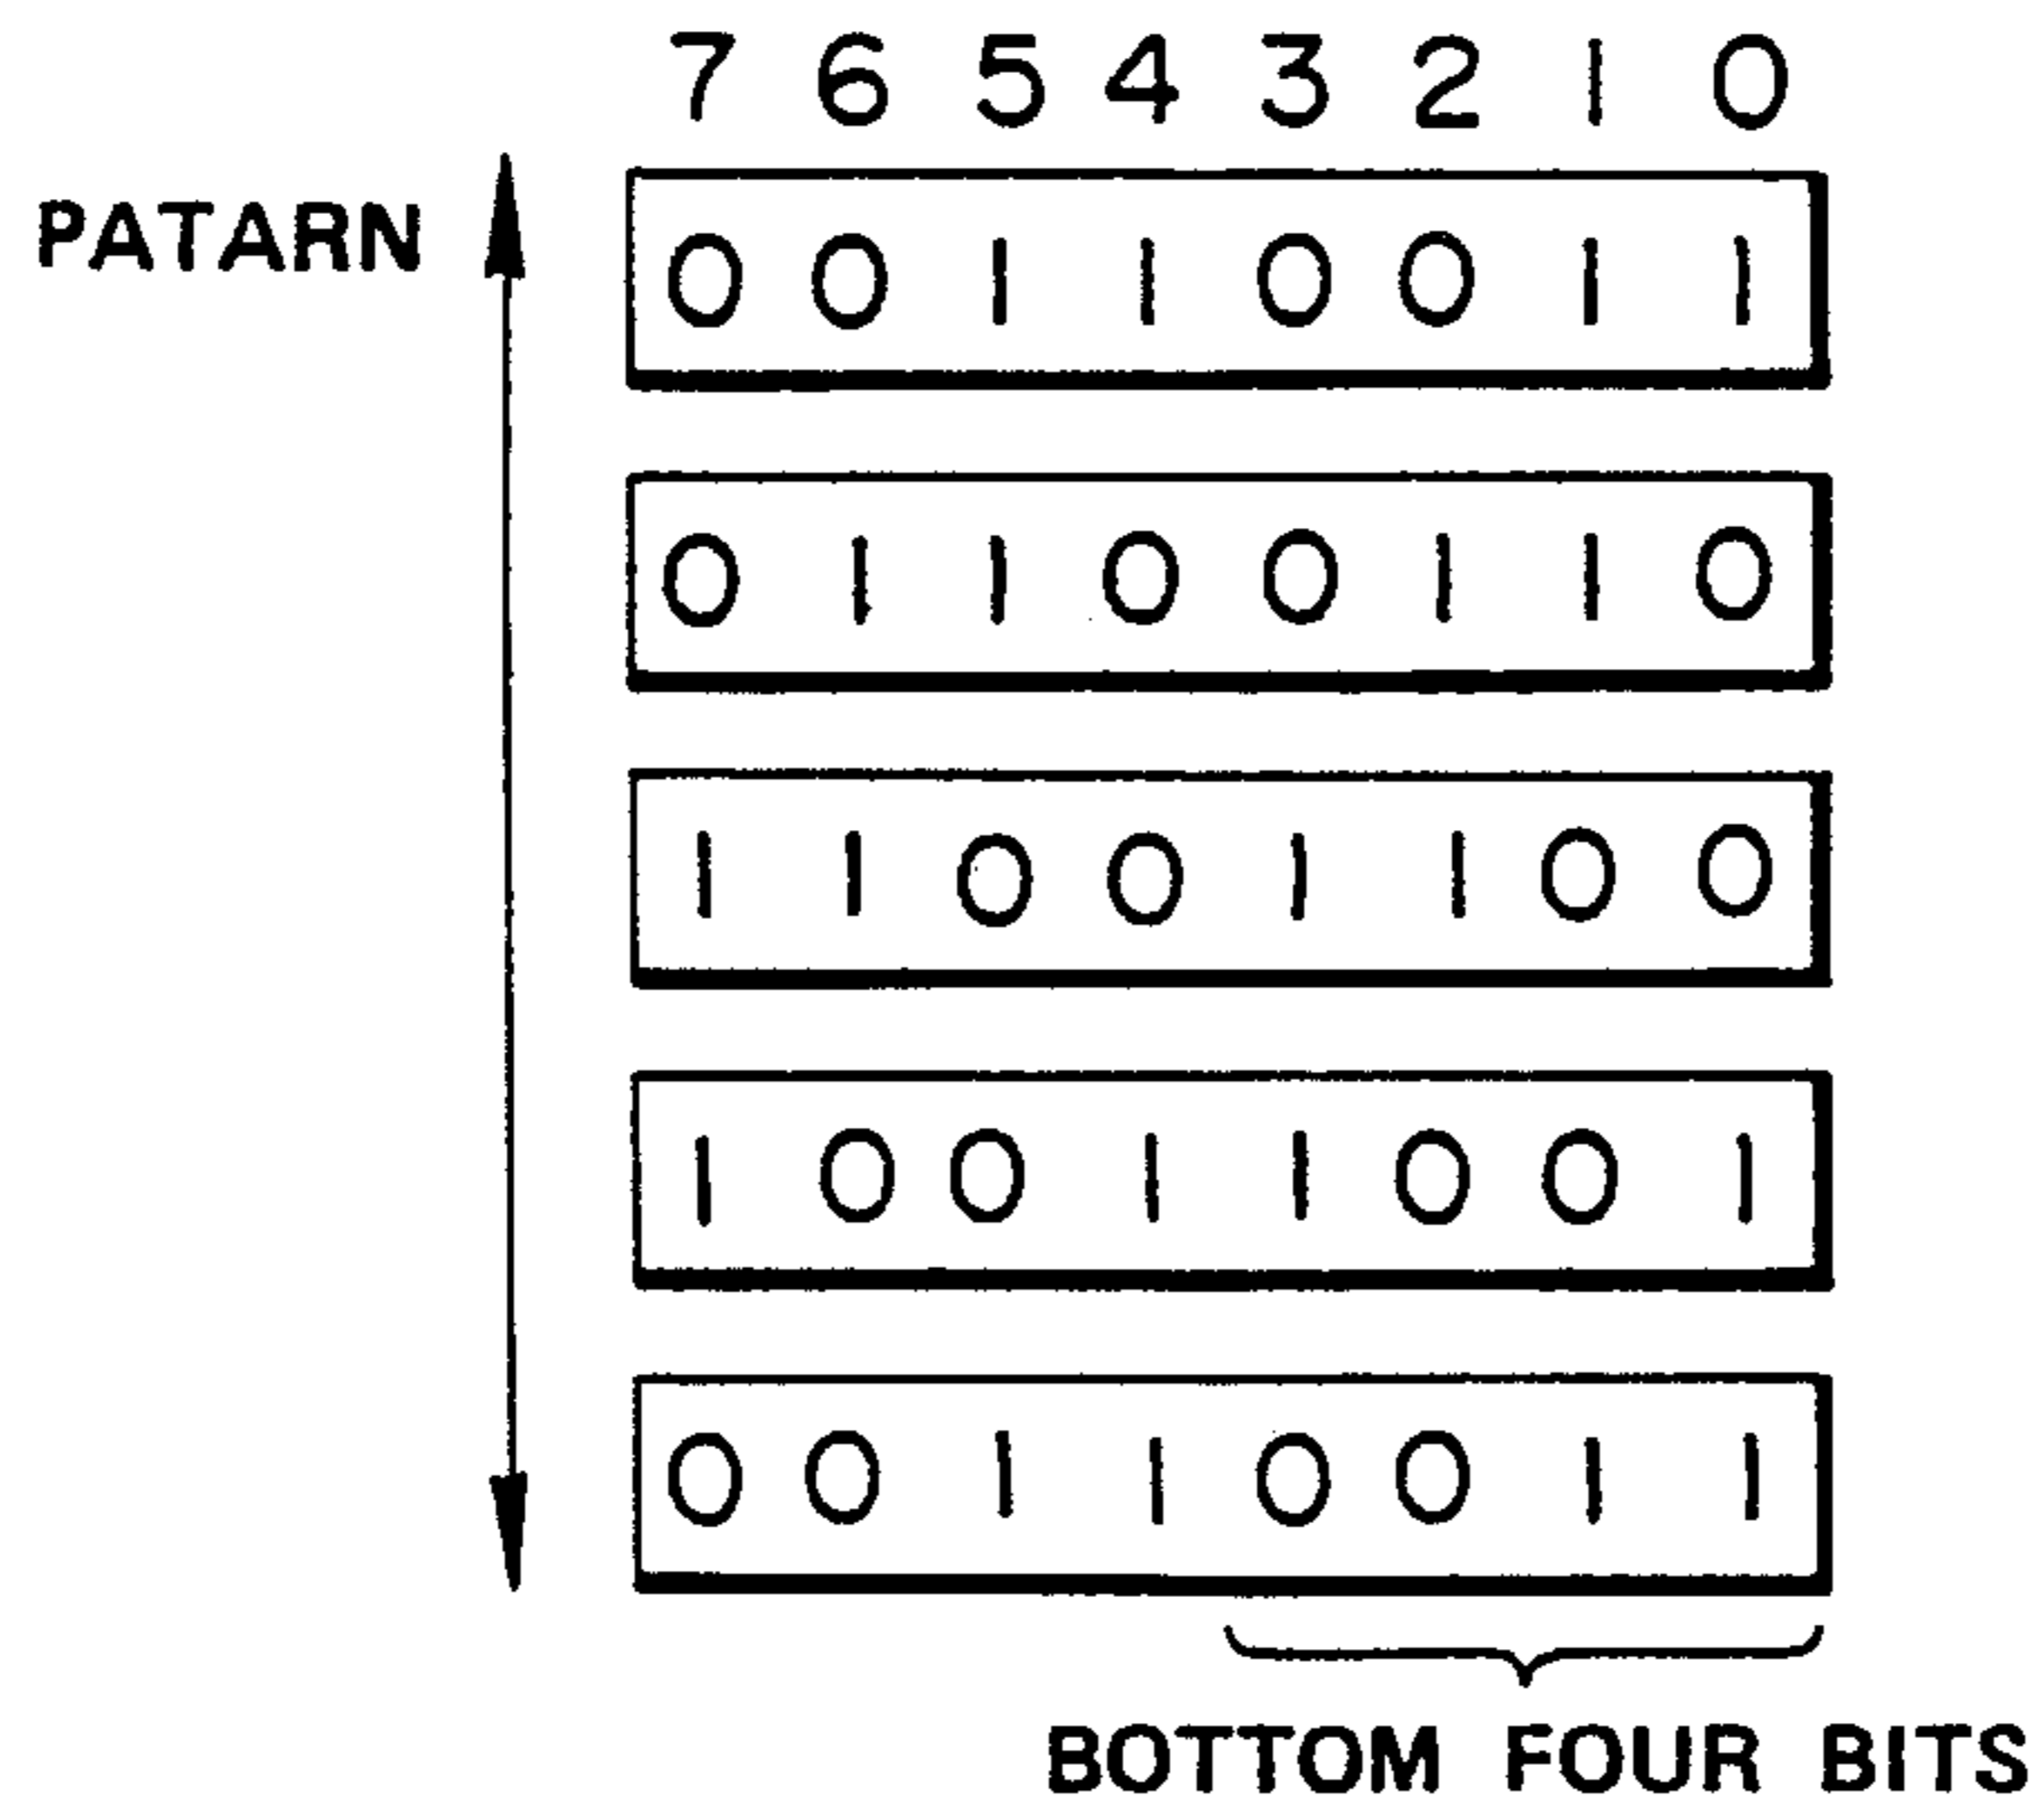 7 6 5 4 3 2 1 0
PATARN
0 0 1 1 0 0 1 1
0 1 1 0 0 1 1 0
1 1 0 0 1 1 0 0
1 0 0 1 1 0 0 1
0 0 1 1 0 0 1 1
BOTTOM FOUR BITS